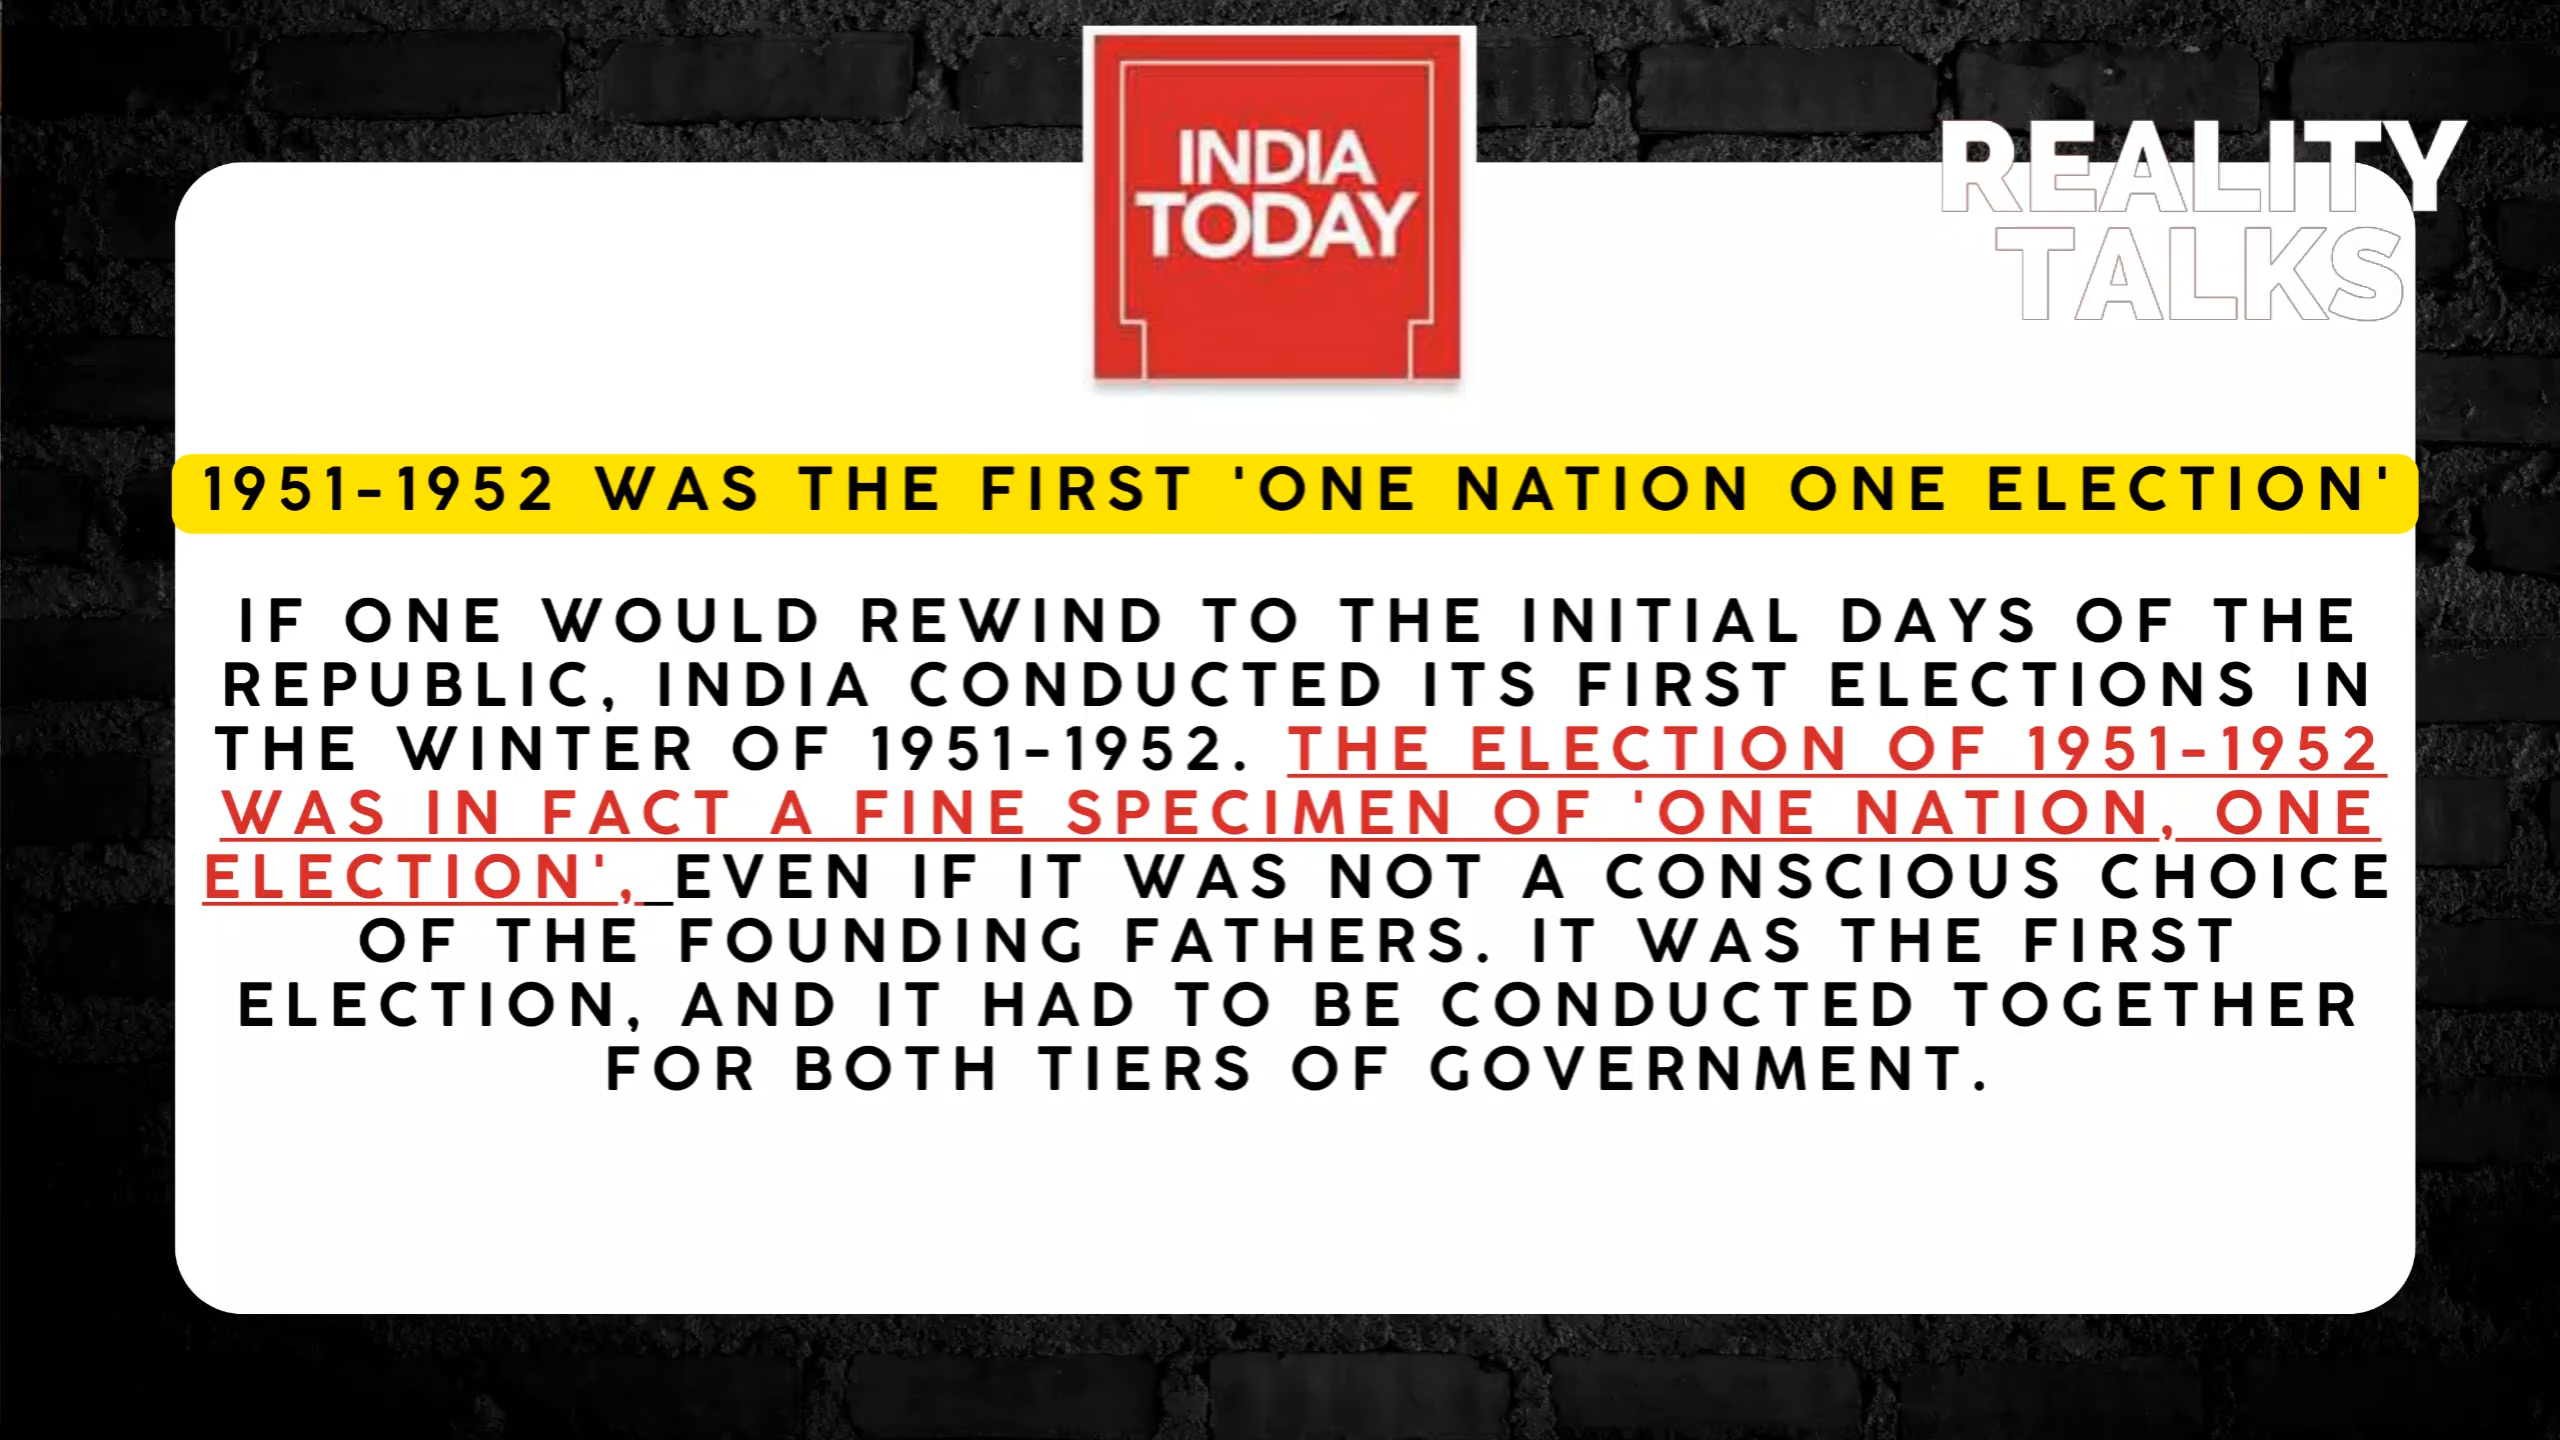 INDIA
TODAY
REALITY
TALKS
1951-1952 WAS THE FIRST 'ONE NATION ONE ELECTION'
IF ONE WOULD REWIND TO THE INITIAL DAYS OF THE
REPUBLIC, INDIA CONDUCTED ITS FIRST ELECTIONS IN
THE WINTER OF 1951-1952. THE ELECTION OF 1951-1952
WAS IN FACT A FINE SPECIMEN OF 'ONE NATION, ONE
ELECTION', EVEN IF IT WAS NOT A CONSCIOUS CHOICE
OF THE FOUNDING FATHERS. IT WAS THE FIRST
ELECTION, AND IT HAD TO BE CONDUCTED TOGETHER
FOR BOTH TIERS OF GOVERNMENT.